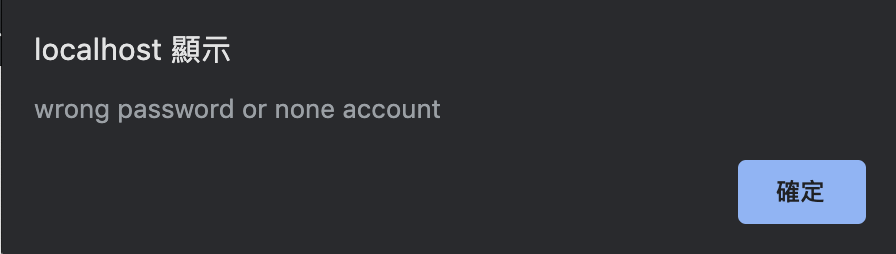 localhost 顯示
wrong password or none account
確定